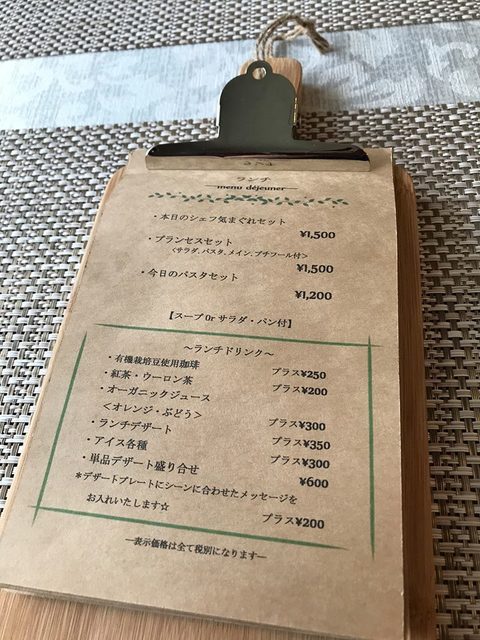 ランチ
menu déjeuner
・本日のシェフ気まぐれセット
¥1,500
・プランセスセット
<サラダ、パスタ、メイン、プチフール付>
¥1,500
・今日のパスタセット
¥1,200
【スープ or サラダ・パン付】
～ランチドリンク～
・有機栽培豆使用珈琲 プラス¥250
・紅茶・ウーロン茶 プラス¥200
・オーガニックジュース
<オレンジ・ぶどう> プラス¥300
・ランチデザート プラス¥350
・アイス各種 プラス¥300
・単品デザート盛り合せ ¥600
*デザートプレートにシーンに合わせたメッセージを
お入れいたします☆ プラス¥200
―表示価格は全て税別になります―